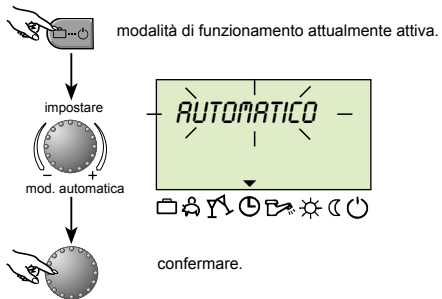 modalità di funzionamento attualmente attiva.
impostare
AUTOMATICO
- +
mod. automatica
confermare.